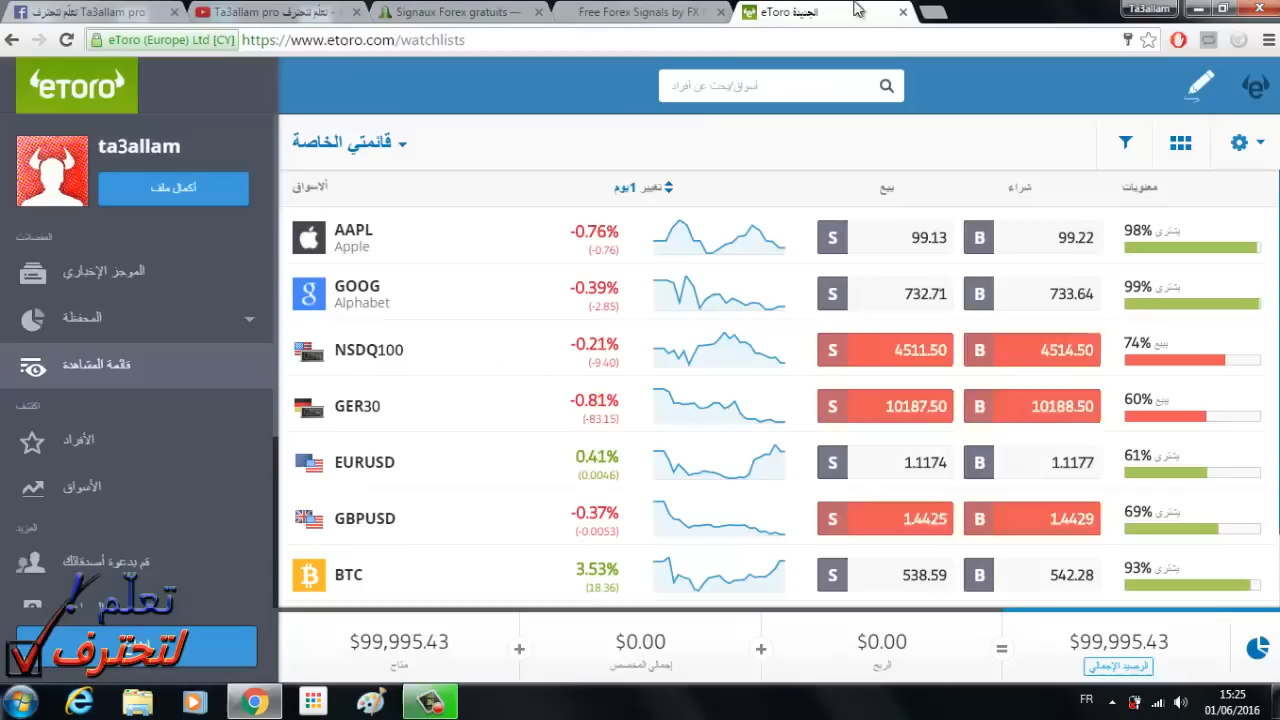 Ta3allam pro تعلّم لتحترف
Ta3allam pro تعلّم لتحترف -
Signaux Forex gratuits —
Free Forex Signals by FX
eToro الجديدة
Ta3allam
eToro (Europe) Ltd [CY]
https://www.etoro.com/watchlists
eToro
أسواق/يبحث عن أفراد
ta3allam
أكمال ملف
المفضلات
الموجز الإخباري
المحفظة
قائمة المشاهدة
اكتشف
الأفراد
الأسواق
المزيد
قم بدعوة أصدقائك
تعلّم
لتحترف
قائمتي الخاصة
الأسواق
تغيير 1يوم
بيع
شراء
معنويات
AAPL
Apple
-0.76%
(-0.76)
S 99.13
B 99.22
98% يشترى
GOOG
Alphabet
-0.39%
(-2.85)
S 732.71
B 733.64
99% يشترى
NSDQ100
-0.21%
(-9.40)
S 4511.50
B 4514.50
74% يبيع
GER30
-0.81%
(-83.15)
S 10187.50
B 10188.50
60% يبيع
EURUSD
0.41%
(0.0046)
S 1.1174
B 1.1177
61% يشترى
GBPUSD
-0.37%
(-0.0053)
S 1.4425
B 1.4429
69% يشترى
BTC
3.53%
(18.36)
S 538.59
B 542.28
93% يشترى
$99,995.43
متاح
+
$0.00
إجمالي المخصص
+
$0.00
الربح
=
$99,995.43
الرصيد الإجمالي
FR
15:25
01/06/2016